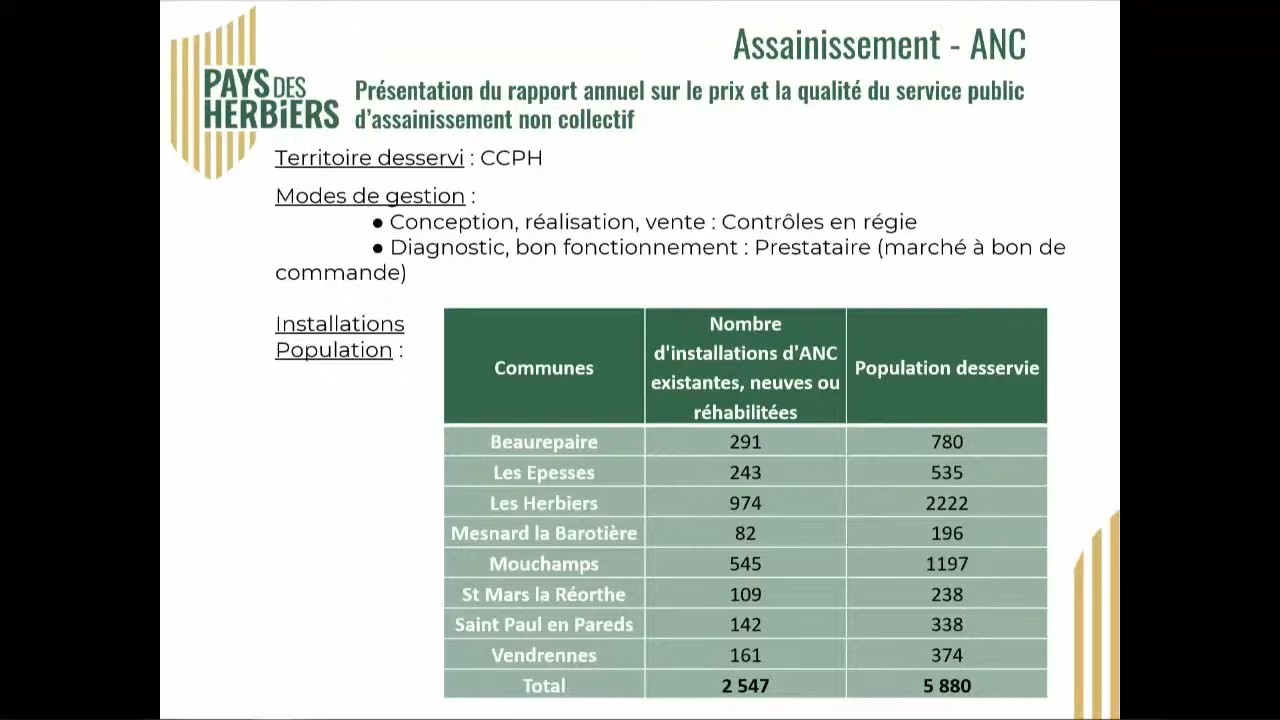 Assainissement - ANC
PAYS DES
HERBiERS
Présentation du rapport annuel sur le prix et la qualité du service public
d'assainissement non collectif
Territoire desservi : CCPH
Modes de gestion :
● Conception, réalisation, vente : Contrôles en régie
● Diagnostic, bon fonctionnement : Prestataire (marché à bon de
commande)
Installations
Population :
Communes
Nombre
d'installations d'ANC
existantes, neuves ou
réhabilitées
Population desservie
Beaurepaire 291 780
Les Epesses 243 535
Les Herbiers 974 2222
Mesnard la Barotière 82 196
Mouchamps 545 1197
St Mars la Réorthe 109 238
Saint Paul en Pareds 142 338
Vendrennes 161 374
Total 2 547 5 880